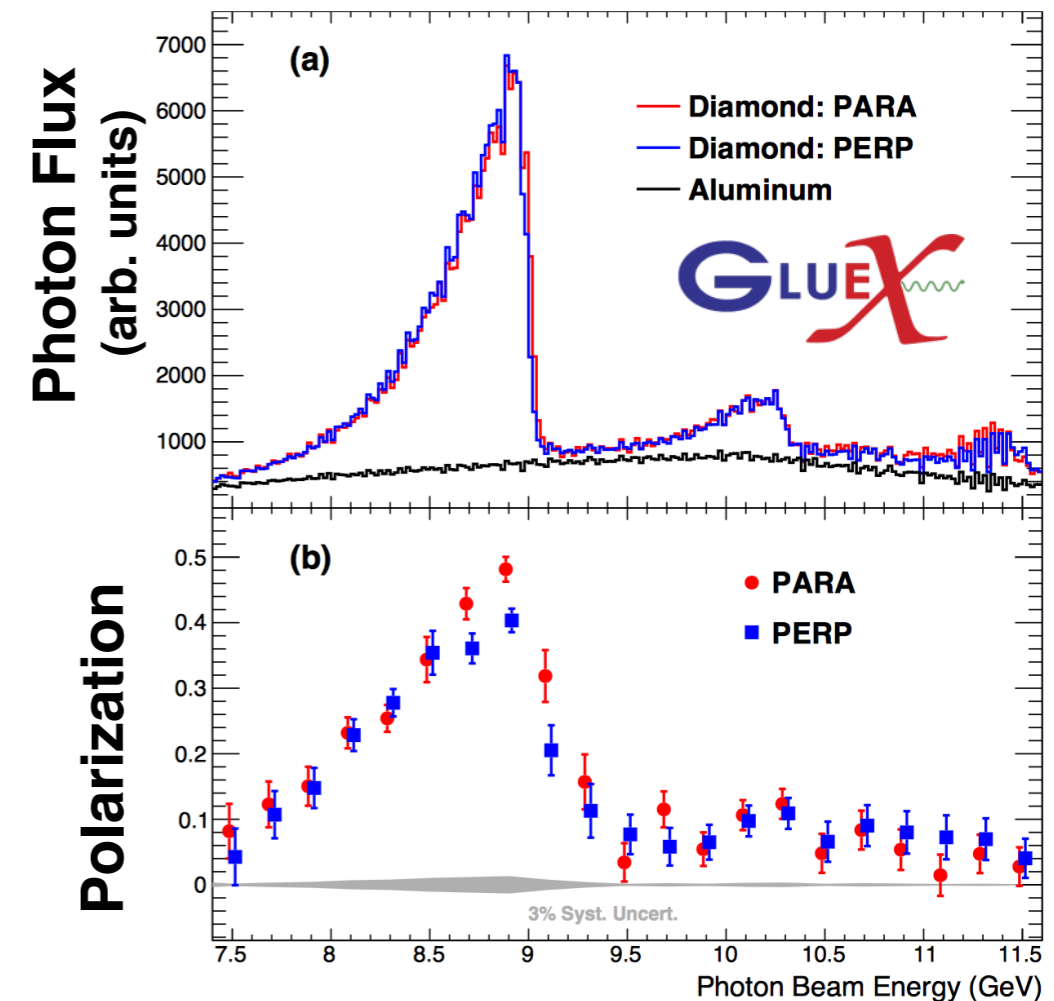 Photon Flux
(arb. units)
7000
6000
5000
4000
3000
2000
1000
(a)
Diamond: PARA
Diamond: PERP
Aluminum
GLUEX
Polarization
0.5
0.4
0.3
0.2
0.1
0
(b)
PARA
PERP
3% Syst. Uncert.
7.5 8 8.5 9 9.5 10 10.5 11 11.5
Photon Beam Energy (GeV)